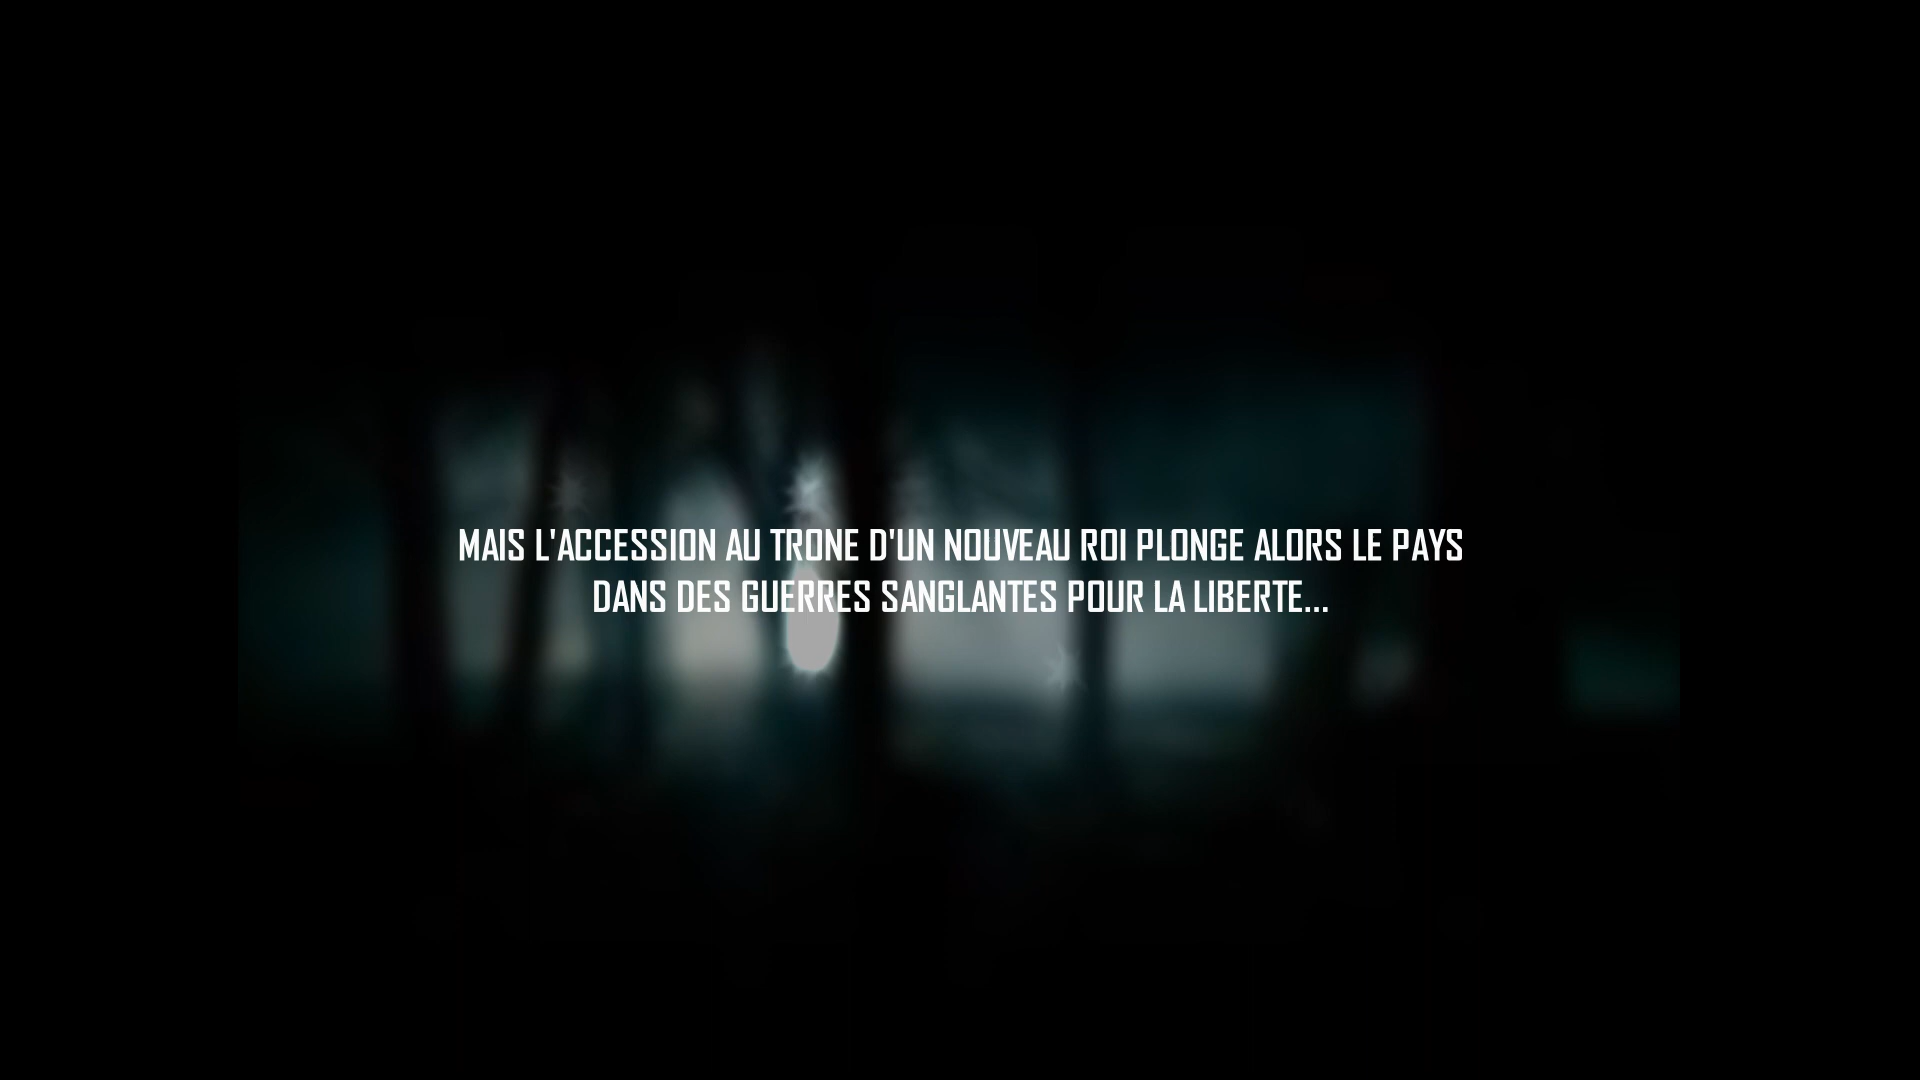 MAIS L'ACCESSION AU TRONE D'UN NOUVEAU ROI PLONGE ALORS LE PAYS
DANS DES GUERRES SANGLANTES POUR LA LIBERTE...